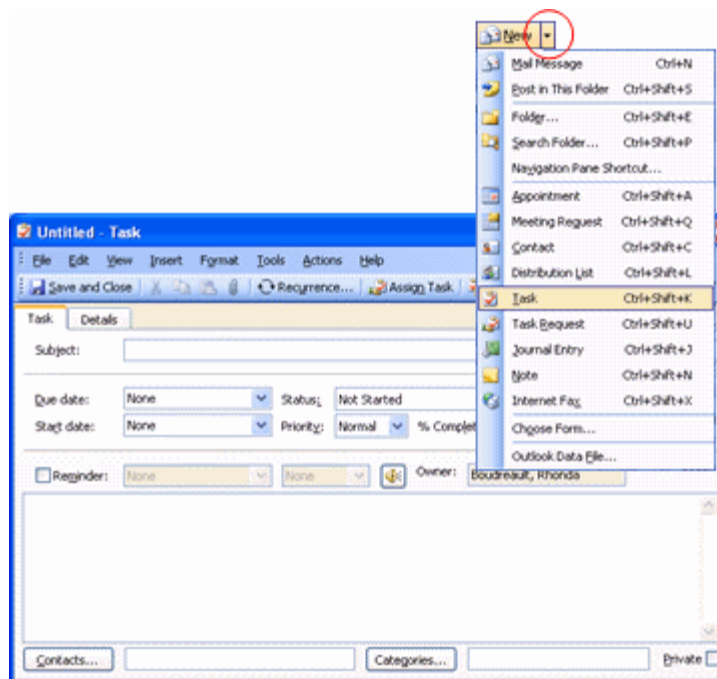 New
Mail Message Ctrl+N
Post in This Folder Ctrl+Shift+S
Folder... Ctrl+Shift+E
Search Folder... Ctrl+Shift+P
Navigation Pane Shortcut...
Appointment Ctrl+Shift+A
Meeting Request Ctrl+Shift+Q
Contact Ctrl+Shift+C
Distribution List Ctrl+Shift+L
Task Ctrl+Shift+K
Task Request Ctrl+Shift+U
Journal Entry Ctrl+Shift+J
Note Ctrl+Shift+N
Internet Fax Ctrl+Shift+X
Choose Form...
Outlook Data File...
Untitled - Task
File Edit View Insert Format Tools Actions Help
Save and Close Recurrence... Assign Task
Task Details
Subject:
Due date: None Status: Not Started
Start date: None Priority: Normal % Complet
Reminder: None None Owner: Boudreault, Rhonda
Contacts... Categories... Private